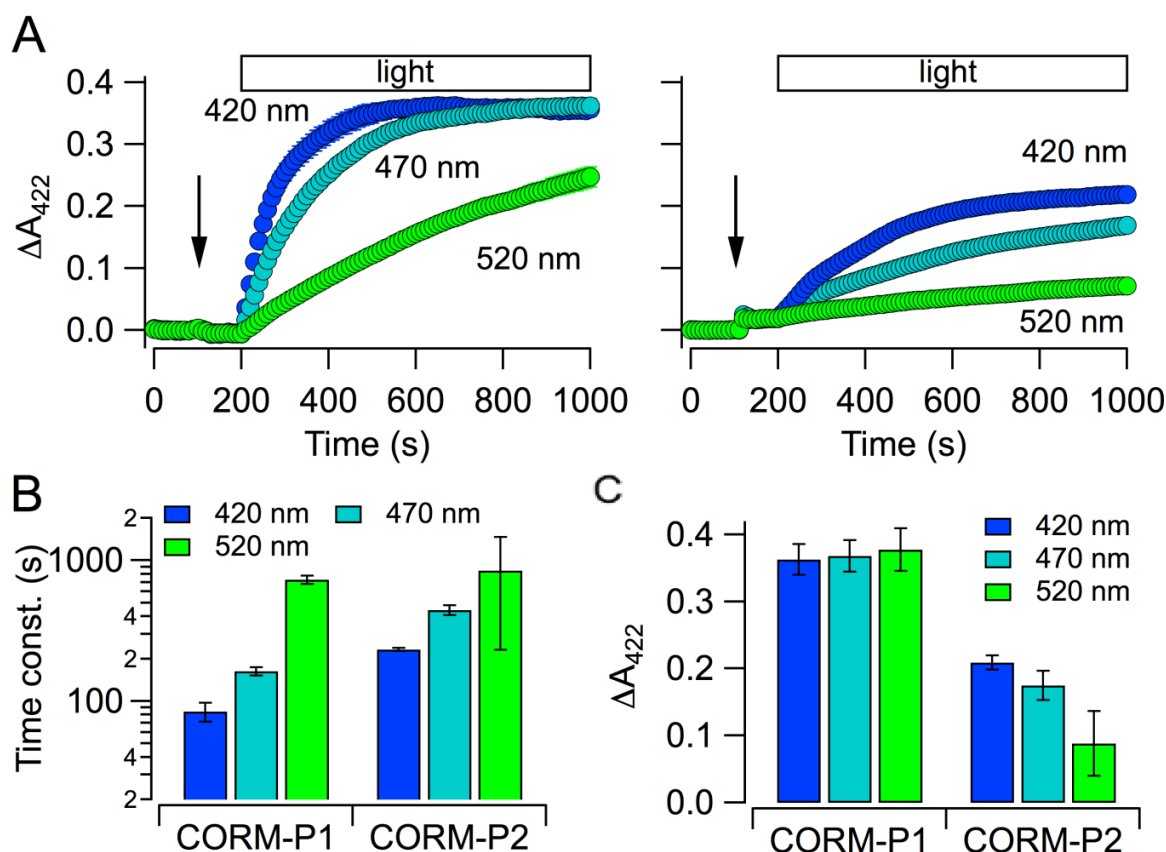 A
light
light
0.4
0.3
0.2
0.1
0.0
ΔA422
420 nm
470 nm
520 nm
420 nm
470 nm
520 nm
0 200 400 600 800 1000
0 200 400 600 800 1000
Time (s)
Time (s)
B
420 nm
470 nm
520 nm
Time const. (s)
2
1000
4
2
100
4
2
CORM-P1 CORM-P2
C
420 nm
470 nm
520 nm
ΔA422
0.4
0.3
0.2
0.1
0.0
CORM-P1 CORM-P2